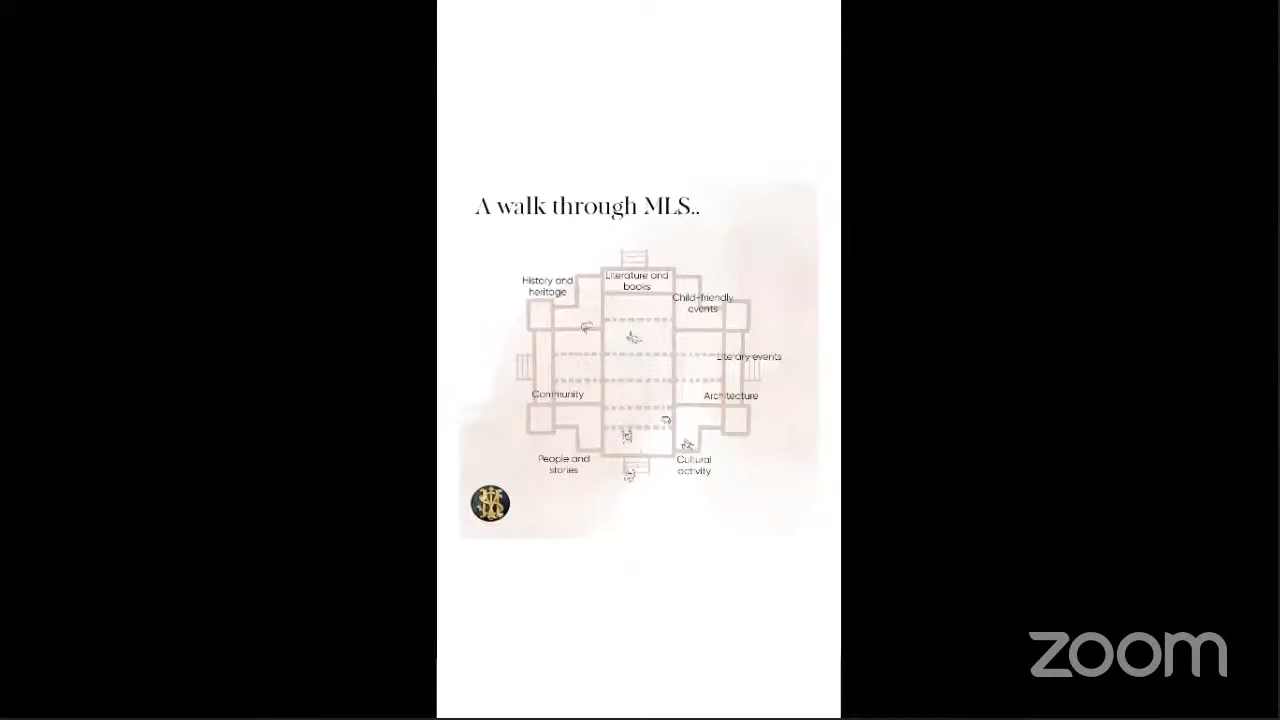 A walk through MLS..
History and
heritage
Literature and
books
Child-friendly
events
Literary events
Community
Architecture
People and
stories
Cultural
activity
zoom